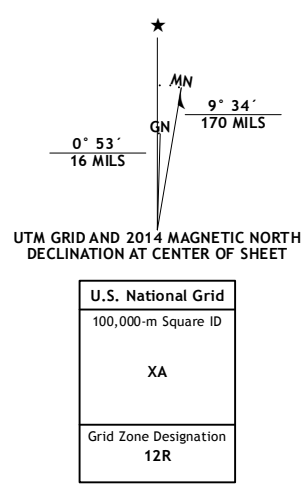 ★
MN
GN
9° 34´
170 MILS
0° 53´
16 MILS
UTM GRID AND 2014 MAGNETIC NORTH
DECLINATION AT CENTER OF SHEET
U.S. National Grid
100,000-m Square ID
XA
Grid Zone Designation
12R